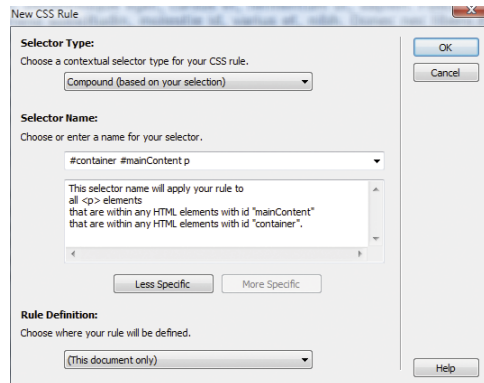 New CSS Rule
Selector Type:
Choose a contextual selector type for your CSS rule.
Compound (based on your selection)
Selector Name:
Choose or enter a name for your selector.
#container #mainContent p
This selector name will apply your rule to
all <p> elements
that are within any HTML elements with id "mainContent"
that are within any HTML elements with id "container".
Less Specific
More Specific
Rule Definition:
Choose where your rule will be defined.
(This document only)
OK
Cancel
Help